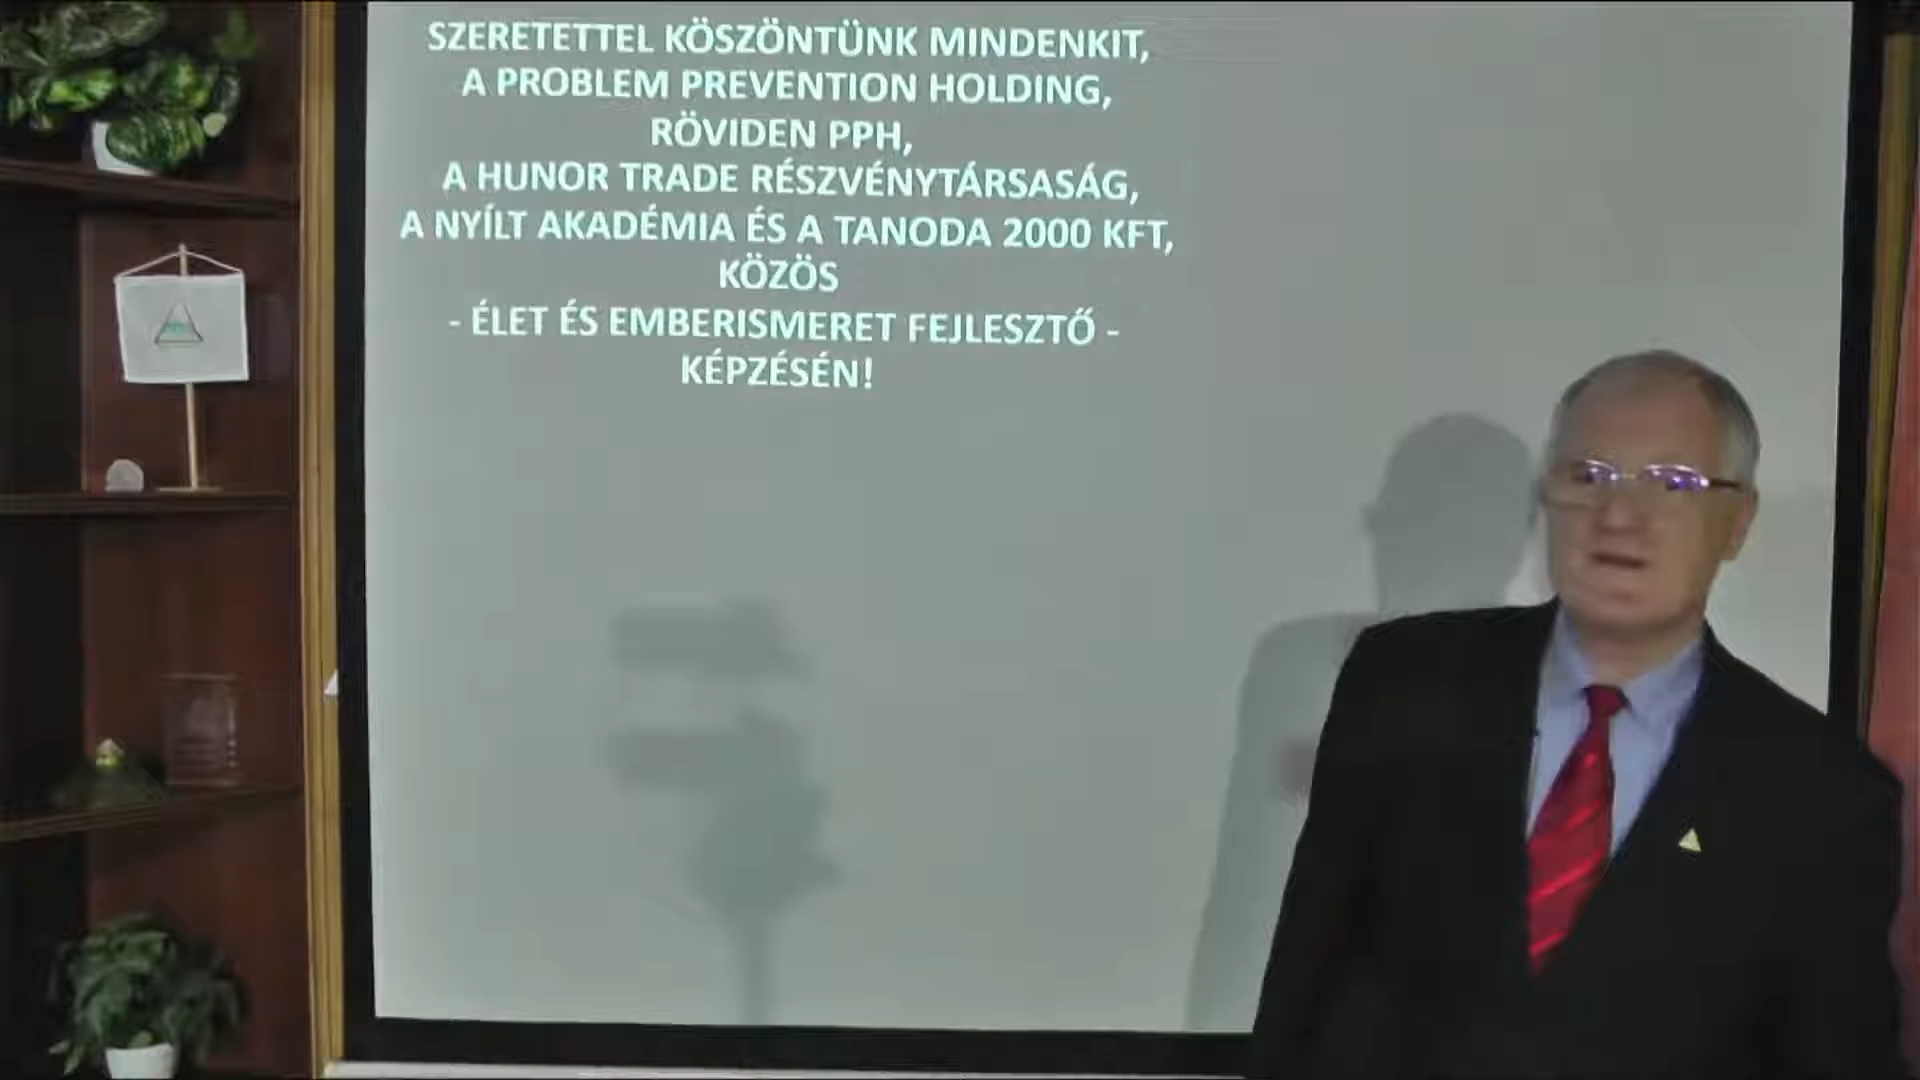 SZERETETTEL KÖSZÖNTÜNK MINDENKIT,
A PROBLEM PREVENTION HOLDING,
RÖVIDEN PPH,
A HUNOR TRADE RÉSZVÉNYTÁRSASÁG,
A NYÍLT AKADÉMIA ÉS A TANODA 2000 KFT,
KÖZÖS
- ÉLET ÉS EMBERISMERET FEJLESZTŐ -
KÉPZÉSÉN!